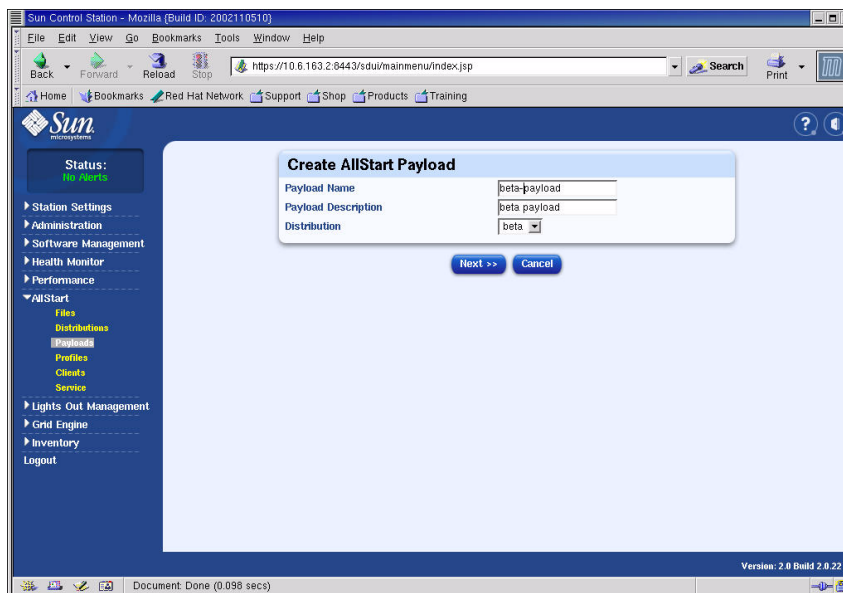 Sun Control Station - Mozilla {Build ID: 2002110510}
File Edit View Go Bookmarks Tools Window Help
Back Forward Reload Stop https://10.6.163.2:8443/sdui/mainmenu/index.jsp Search Print
Home Bookmarks Red Hat Network Support Shop Products Training
Sun
microsystems
?
Status:
No Alerts
Station Settings
Administration
Software Management
Health Monitor
Performance
AllStart
Files
Distributions
Payloads
Profiles
Clients
Service
Lights Out Management
Grid Engine
Inventory
Logout
Create AllStart Payload
Payload Name beta-payload
Payload Description beta payload
Distribution beta
Next >> Cancel
Version: 2.0 Build 2.0.22
Document: Done (0.098 secs)